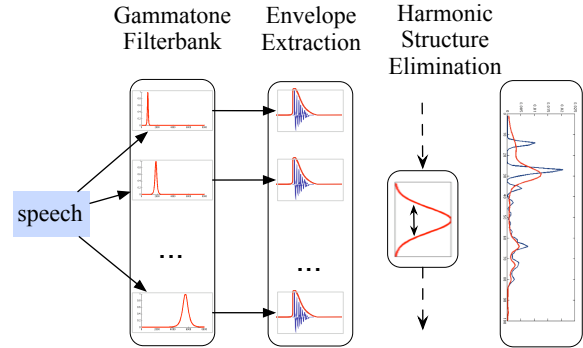 Gammatone
Filterbank
Envelope
Extraction
Harmonic
Structure
Elimination
speech
...
...